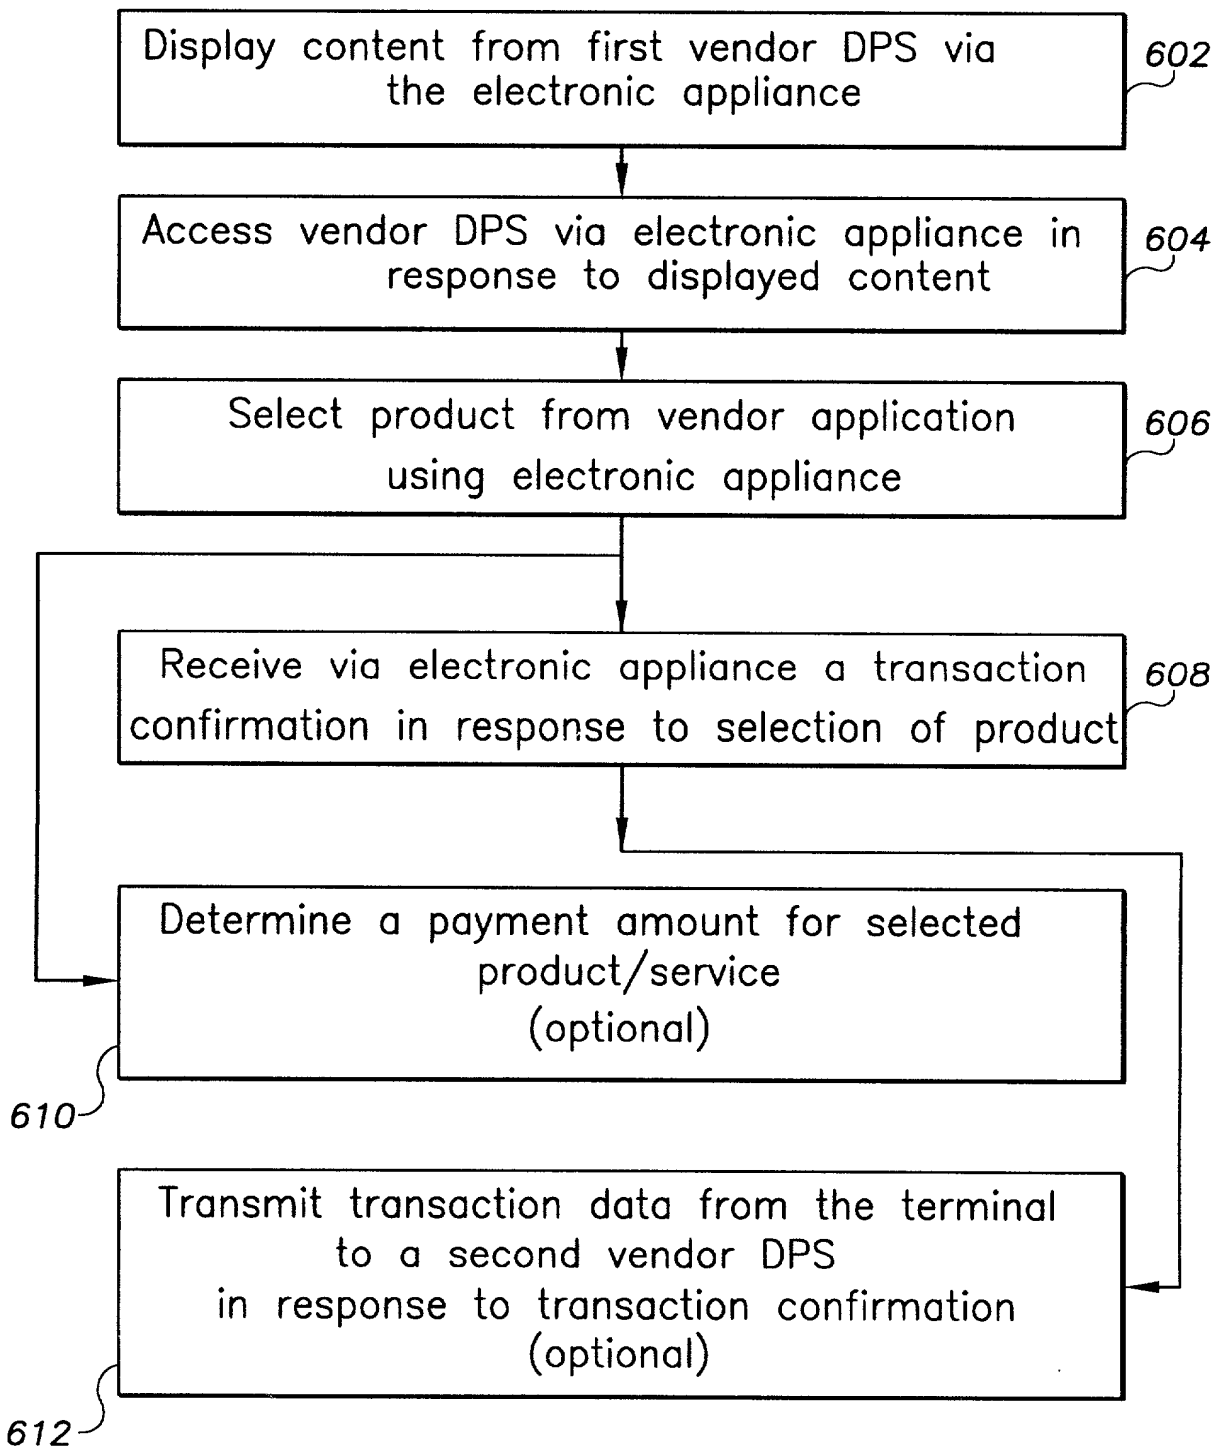 Display content from first vendor DPS via
the electronic appliance
602
Access vendor DPS via electronic appliance in
response to displayed content
604
Select product from vendor application
using electronic appliance
606
Receive via electronic appliance a transaction
confirmation in response to selection of product
608
Determine a payment amount for selected
product/service
(optional)
610
Transmit transaction data from the terminal
to a second vendor DPS
in response to transaction confirmation
(optional)
612